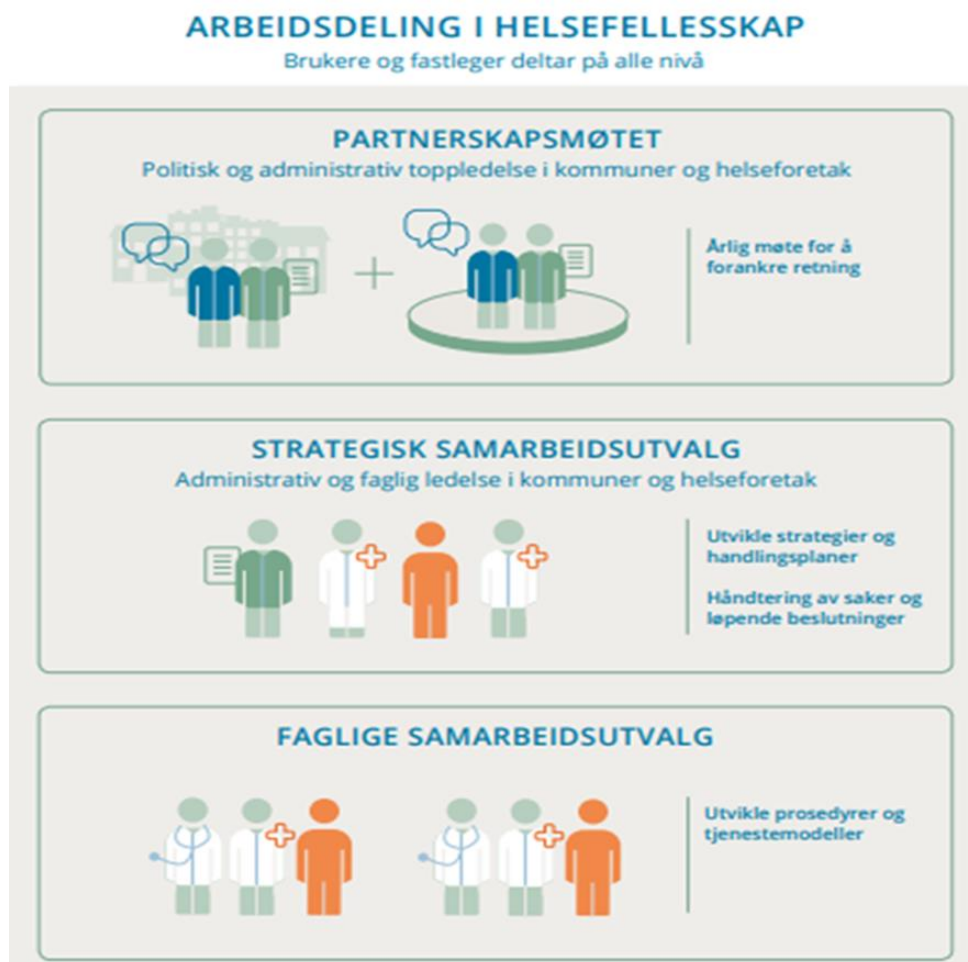 ARBEIDSDELING I HELSEFELLESSKAP
Brukere og fastleger deltar på alle nivå
PARTNERSKAPSMØTET
Politisk og administrativ toppledelse i kommuner og helseforetak
Årlig møte for å
forankre retning
STRATEGISK SAMARBEIDSUTVALG
Administrativ og faglig ledelse i kommuner og helseforetak
Utvikle strategier og
handlingsplaner
Håndtering av saker og
løpende beslutninger
FAGLIGE SAMARBEIDSUTVALG
Utvikle prosedyrer og
tjenestemodeller